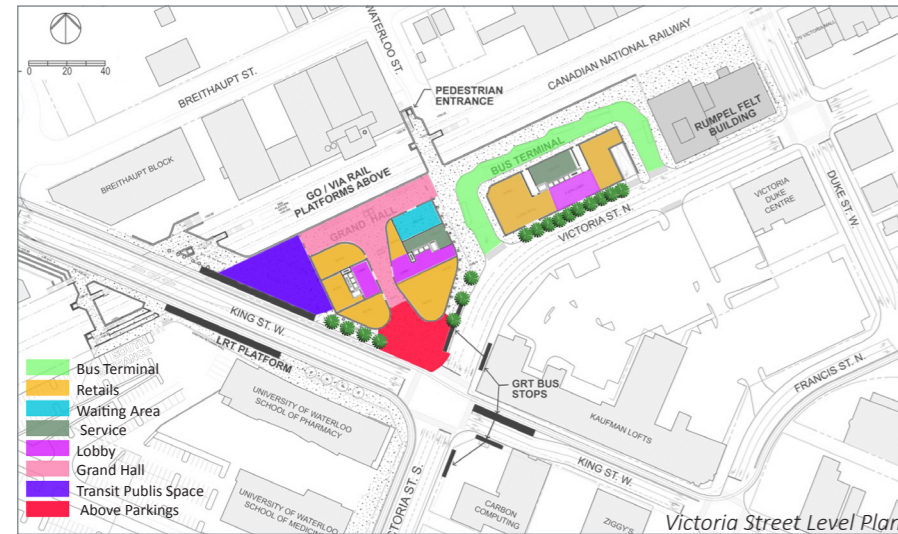 WATERLOO ST.
BREITHAUPT ST.
CANADIAN NATIONAL RAILWAY
0 20 40
PEDESTRIAN
ENTRANCE
RUMPEL FELT
BUILDING
BUS TERMINAL
BREITHAUPT BLOCK
GO / VIA RAIL
PLATFORMS ABOVE
GRAND HALL
VICTORIA ST. N.
VICTORIA
DUKE
CENTRE
DUKE ST. W.
KING ST. W.
LRT PLATFORM
GRT BUS
STOPS
FRANCIS ST. N.
KAUFMAN LOFTS
UNIVERSITY OF WATERLOO
SCHOOL OF PHARMACY
KING ST. W.
UNIVERSITY OF WATERLOO
SCHOOL OF MEDICIN
TORIA ST. S.
CARBON
COMPUTING
ZIGGY'S
Bus Terminal
Retails
Waiting Area
Service
Lobby
Grand Hall
Transit Publis Space
Above Parkings
Victoria Street Level Plan